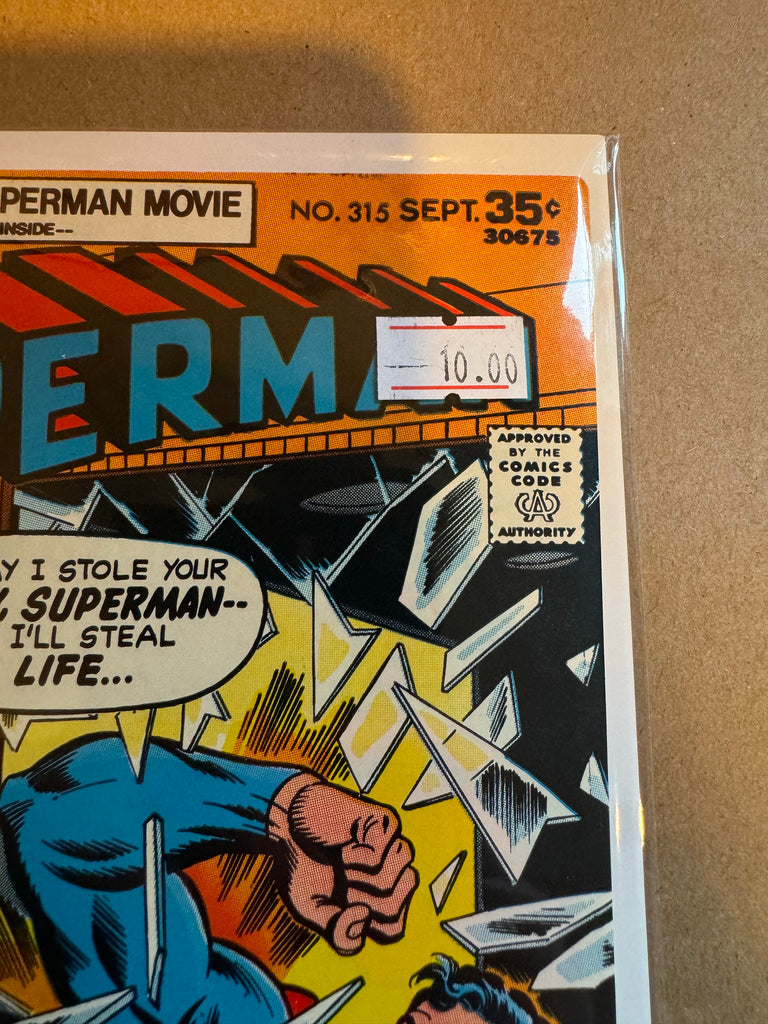 PERMAN MOVIE
INSIDE--
NO. 315 SEPT. 35¢
30675
ERMA
10.00
APPROVED
BY THE
COMICS
CODE
AUTHORITY
I STOLE YOUR
SUPERMAN--
I'LL STEAL
LIFE...